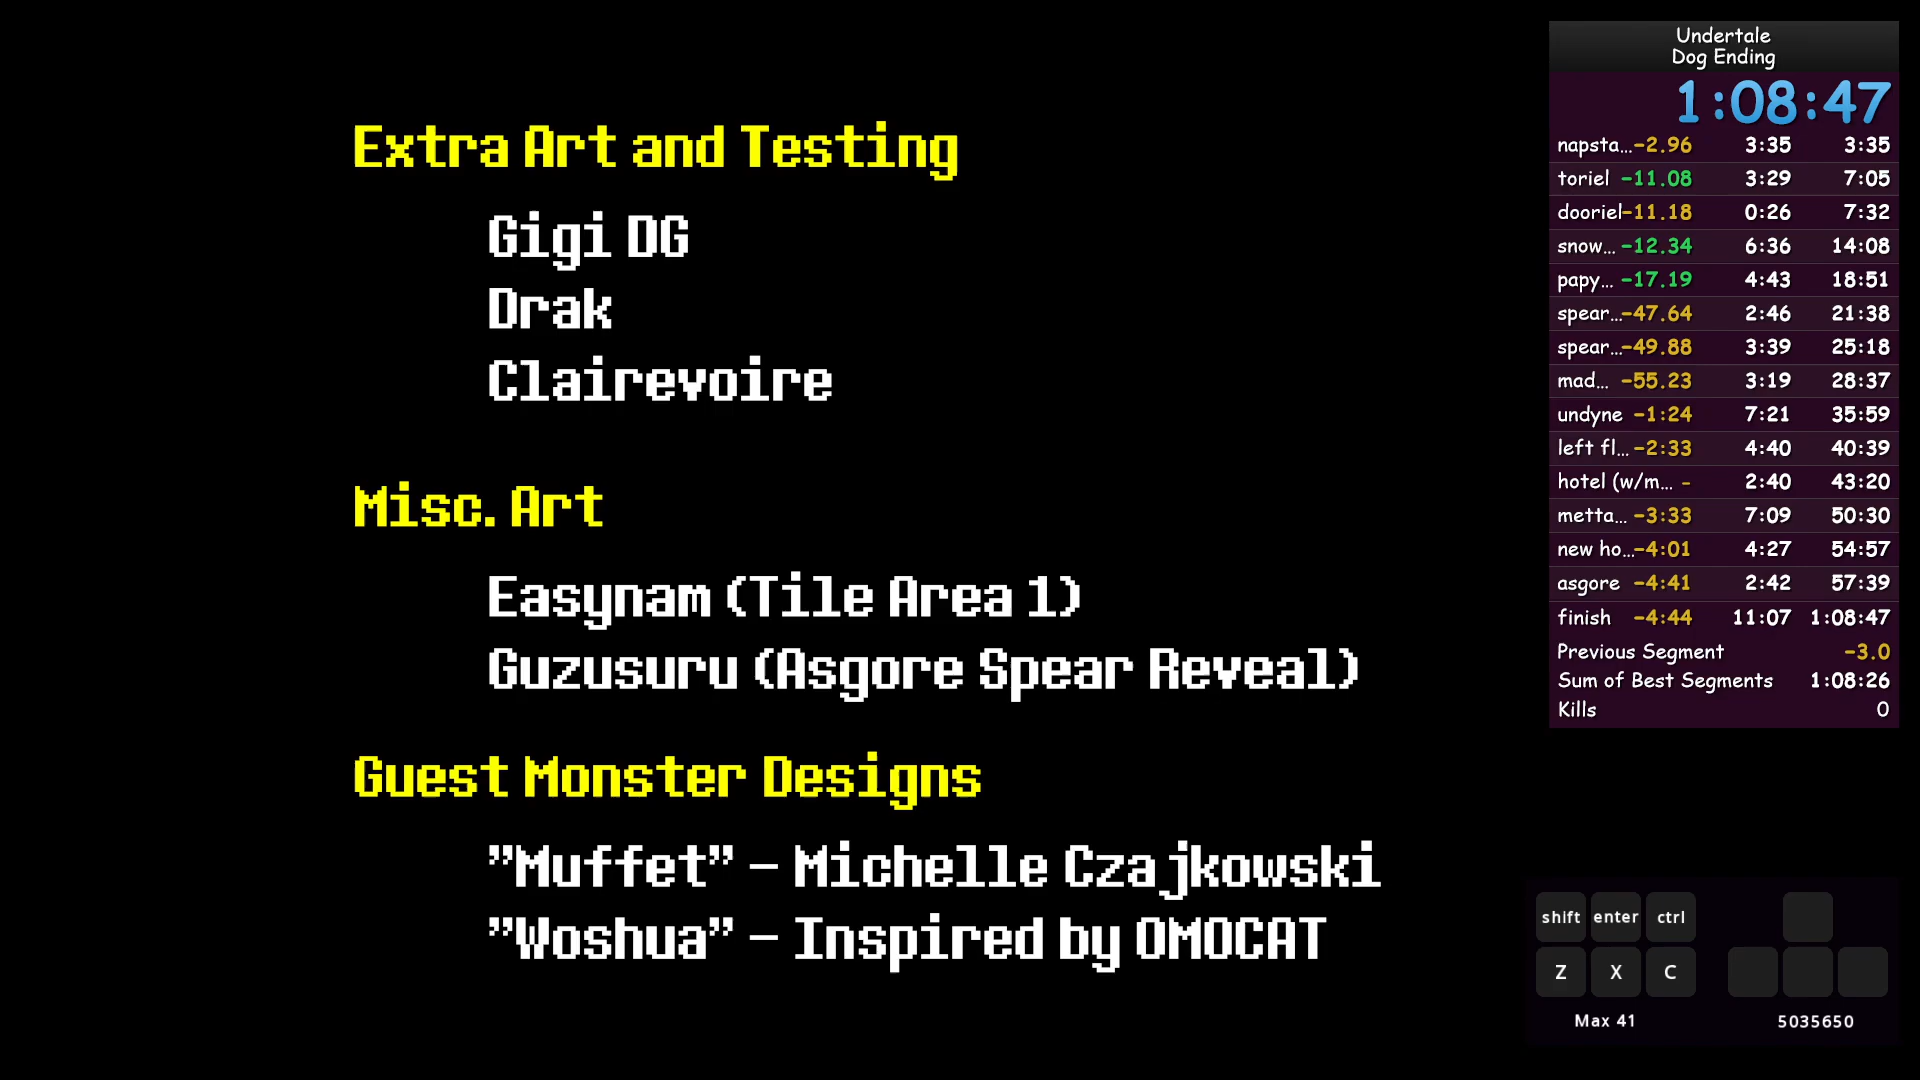 Extra Art and Testing
Gigi DG
Drak
Clairevoire
Misc. Art
Easynam (Tile Area 1)
Guzusuru (Asgore Spear Reveal)
Guest Monster Designs
"Muffet" – Michelle Czajkowski
"Woshua" – Inspired by OMOCAT
Undertale
Dog Ending
1:08:47
napsta... -2.96 3:35 3:35
toriel -11.08 3:29 7:05
dooriel -11.18 0:26 7:32
snow... -12.34 6:36 14:08
papy... -17.19 4:43 18:51
spear... -47.64 2:46 21:38
spear... -49.88 3:39 25:18
mad... -55.23 3:19 28:37
undyne -1:24 7:21 35:59
left fl... -2:33 4:40 40:39
hotel (w/m... - 2:40 43:20
metta... -3:33 7:09 50:30
new ho... -4:01 4:27 54:57
asgore -4:41 2:42 57:39
finish -4:44 11:07 1:08:47
Previous Segment -3.0
Sum of Best Segments 1:08:26
Kills 0
shift enter ctrl
Z X C
Max 41 5035650